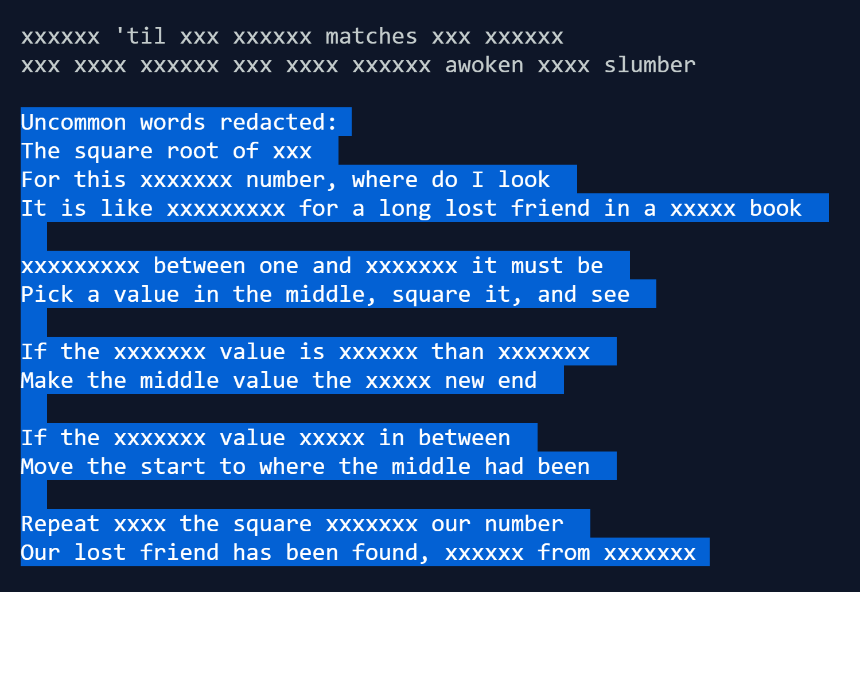 xxxxxx 'til xxx xxxxxx matches xxx xxxxxx
xxx xxxx xxxxxx xxx xxxx xxxxxx awoken xxxx slumber
Uncommon words redacted:
The square root of xxx
For this xxxxxxx number, where do I look
It is like xxxxxxxxx for a long lost friend in a xxxxx book
xxxxxxxxx between one and xxxxxxx it must be
Pick a value in the middle, square it, and see
If the xxxxxxx value is xxxxxx than xxxxxxx
Make the middle value the xxxxx new end
If the xxxxxxx value xxxxx in between
Move the start to where the middle had been
Repeat xxxx the square xxxxxxx our number
Our lost friend has been found, xxxxxx from xxxxxxx